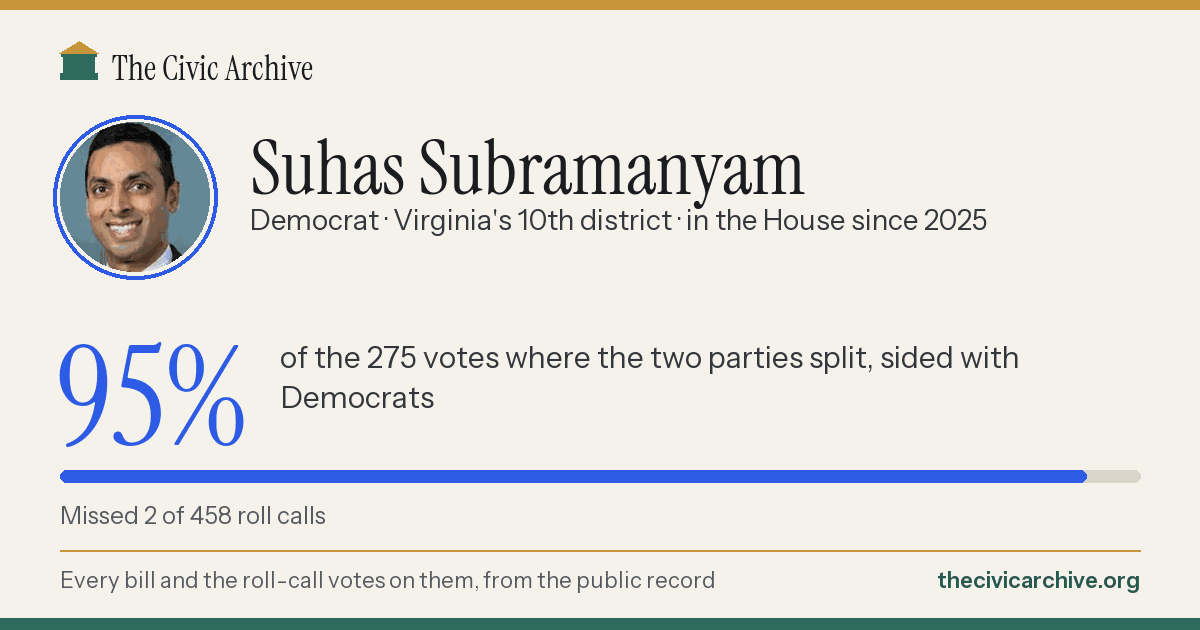 The Civic Archive
Suhas Subramanyam
Democrat · Virginia's 10th district · in the House since 2025
95%
of the 275 votes where the two parties split, sided with
Democrats
Missed 2 of 458 roll calls
Every bill and the roll-call votes on them, from the public record
thecivicarchive.org